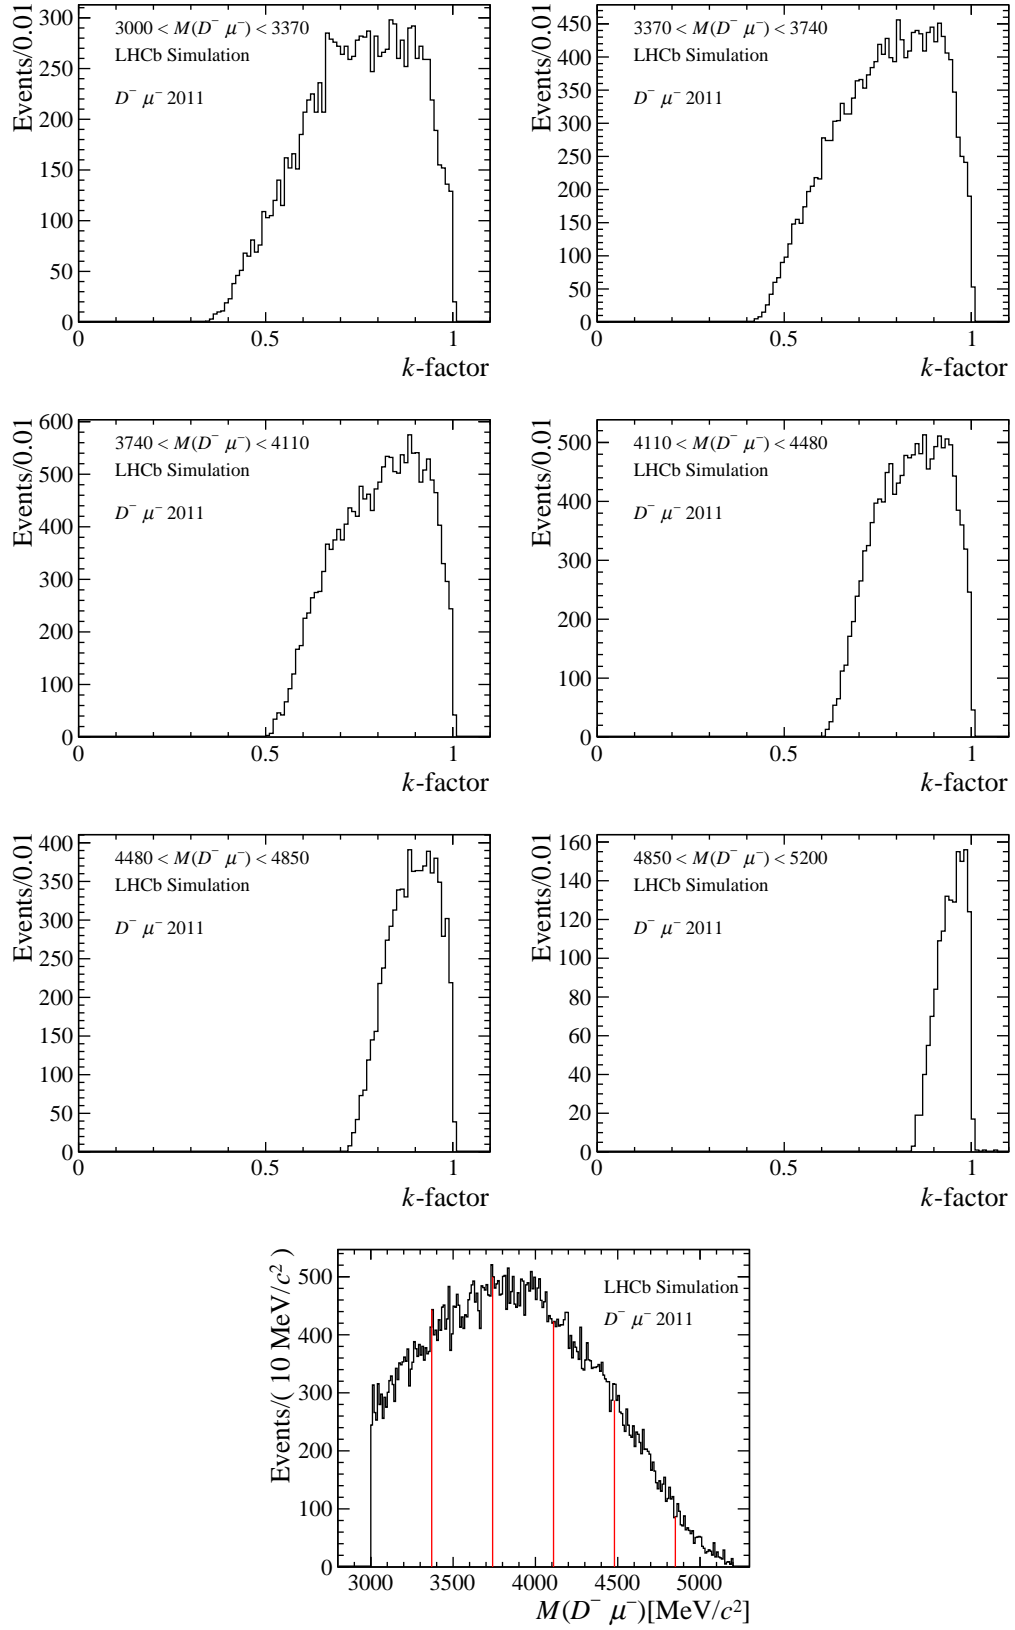 Events/0.01
300
250
200
150
100
50
0
3000 < M(D⁻ μ⁻) < 3370
LHCb Simulation
D⁻ μ⁻ 2011
0 0.5 1
k-factor
Events/0.01
450
400
350
300
250
200
150
100
50
0
3370 < M(D⁻ μ⁻) < 3740
LHCb Simulation
D⁻ μ⁻ 2011
0 0.5 1
k-factor
Events/0.01
600
500
400
300
200
100
0
3740 < M(D⁻ μ⁻) < 4110
LHCb Simulation
D⁻ μ⁻ 2011
0 0.5 1
k-factor
Events/0.01
500
400
300
200
100
0
4110 < M(D⁻ μ⁻) < 4480
LHCb Simulation
D⁻ μ⁻ 2011
0 0.5 1
k-factor
Events/0.01
400
350
300
250
200
150
100
50
0
4480 < M(D⁻ μ⁻) < 4850
LHCb Simulation
D⁻ μ⁻ 2011
0 0.5 1
k-factor
Events/0.01
160
140
120
100
80
60
40
20
0
4850 < M(D⁻ μ⁻) < 5200
LHCb Simulation
D⁻ μ⁻ 2011
0 0.5 1
k-factor
Events/( 10 MeV/c² )
500
400
300
200
100
0
LHCb Simulation
D⁻ μ⁻ 2011
3000 3500 4000 4500 5000
M(D⁻ μ⁻)[MeV/c²]